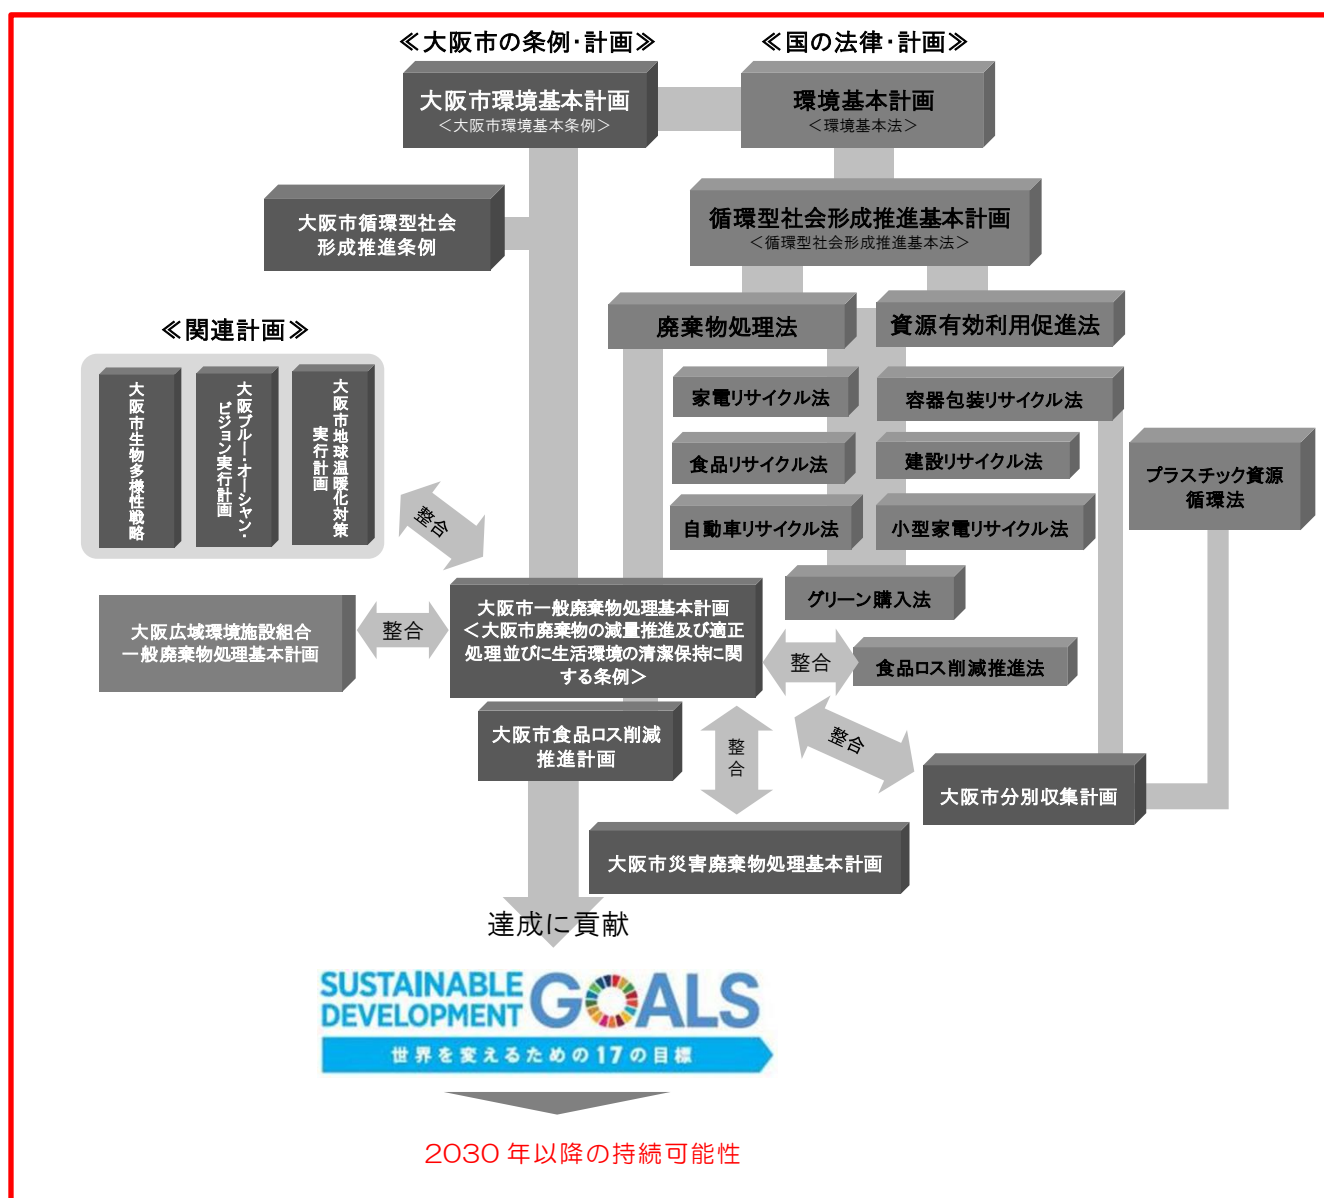 ≪大阪市の条例・計画≫
≪国の法律・計画≫
大阪市環境基本計画
＜大阪市環境基本条例＞
環境基本計画
＜環境基本法＞
大阪市循環型社会
形成推進条例
循環型社会形成推進基本計画
＜循環型社会形成推進基本法＞
廃棄物処理法
資源有効利用促進法
≪関連計画≫
大阪市生物多様性戦略
大阪ブルー・オーシャン・
ビジョン実行計画
大阪市地球温暖化対策
実行計画
家電リサイクル法
容器包装リサイクル法
食品リサイクル法
建設リサイクル法
プラスチック資源
循環法
自動車リサイクル法
小型家電リサイクル法
整合
グリーン購入法
大阪市一般廃棄物処理基本計画
＜大阪市廃棄物の減量推進及び適正
処理並びに生活環境の清潔保持に関
する条例＞
大阪広域環境施設組合
一般廃棄物処理基本計画
整合
整合
食品ロス削減推進法
大阪市食品ロス削減
推進計画
整合
整合
大阪市分別収集計画
大阪市災害廃棄物処理基本計画
達成に貢献
SUSTAINABLE
DEVELOPMENT
GOALS
世界を変えるための17の目標
2030 年以降の持続可能性